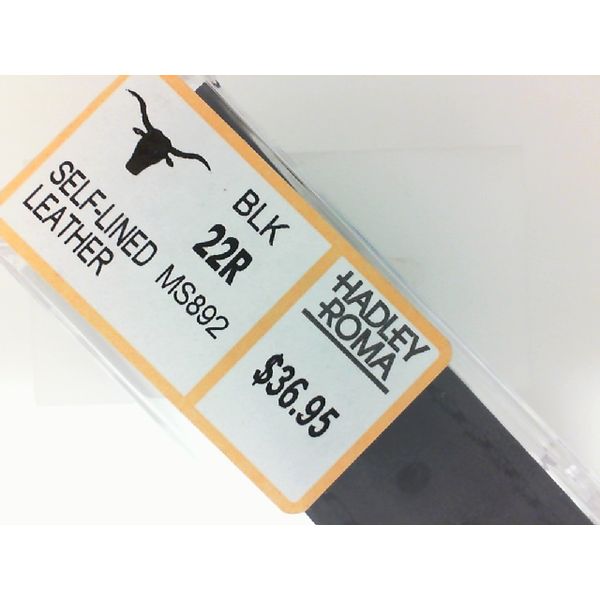 BLK
22R
SELF-LINED MS892
LEATHER
HADLEY
ROMA
$36.95